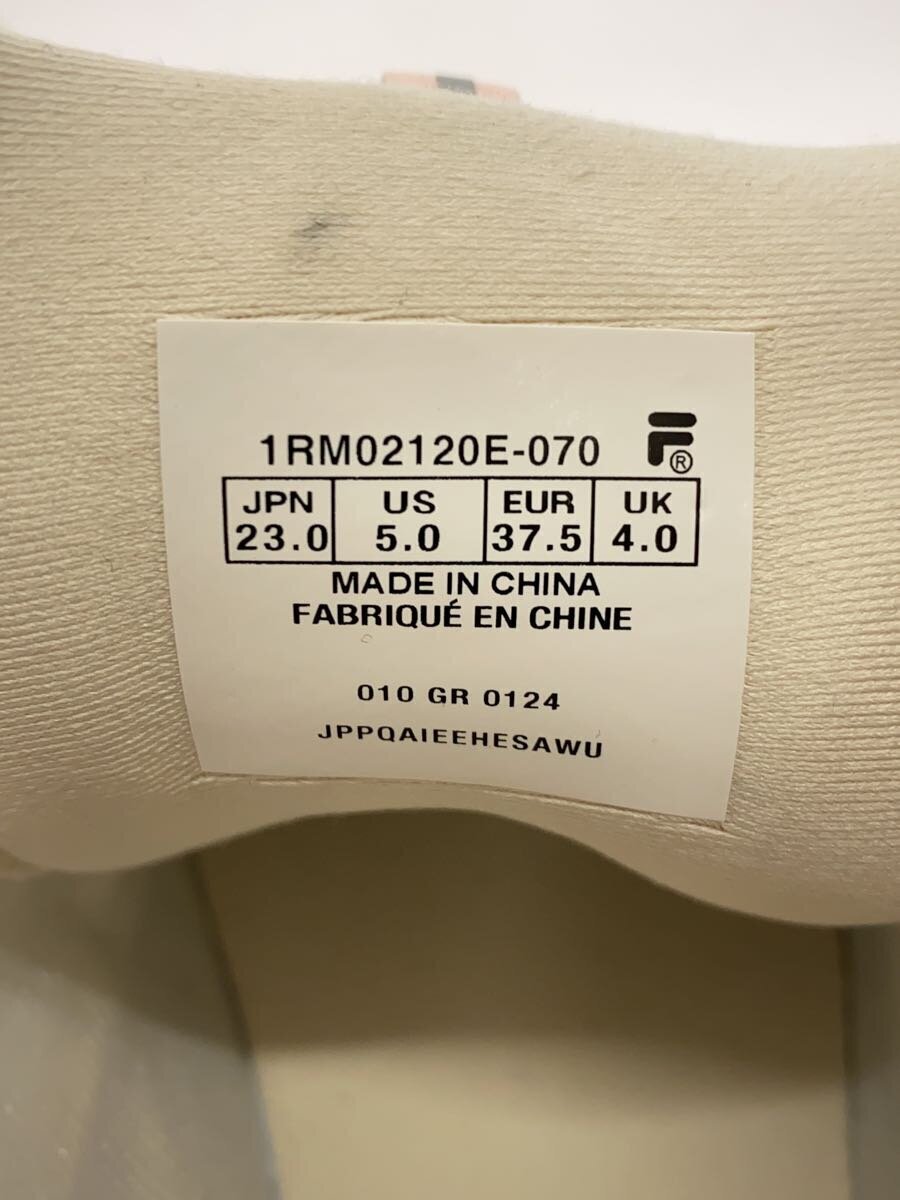 1RM02120E-070
JPN US EUR UK
23.0 5.0 37.5 4.0
MADE IN CHINA
FABRIQUÉ EN CHINE
010 GR 0124
JPPQAIEEHESAWU